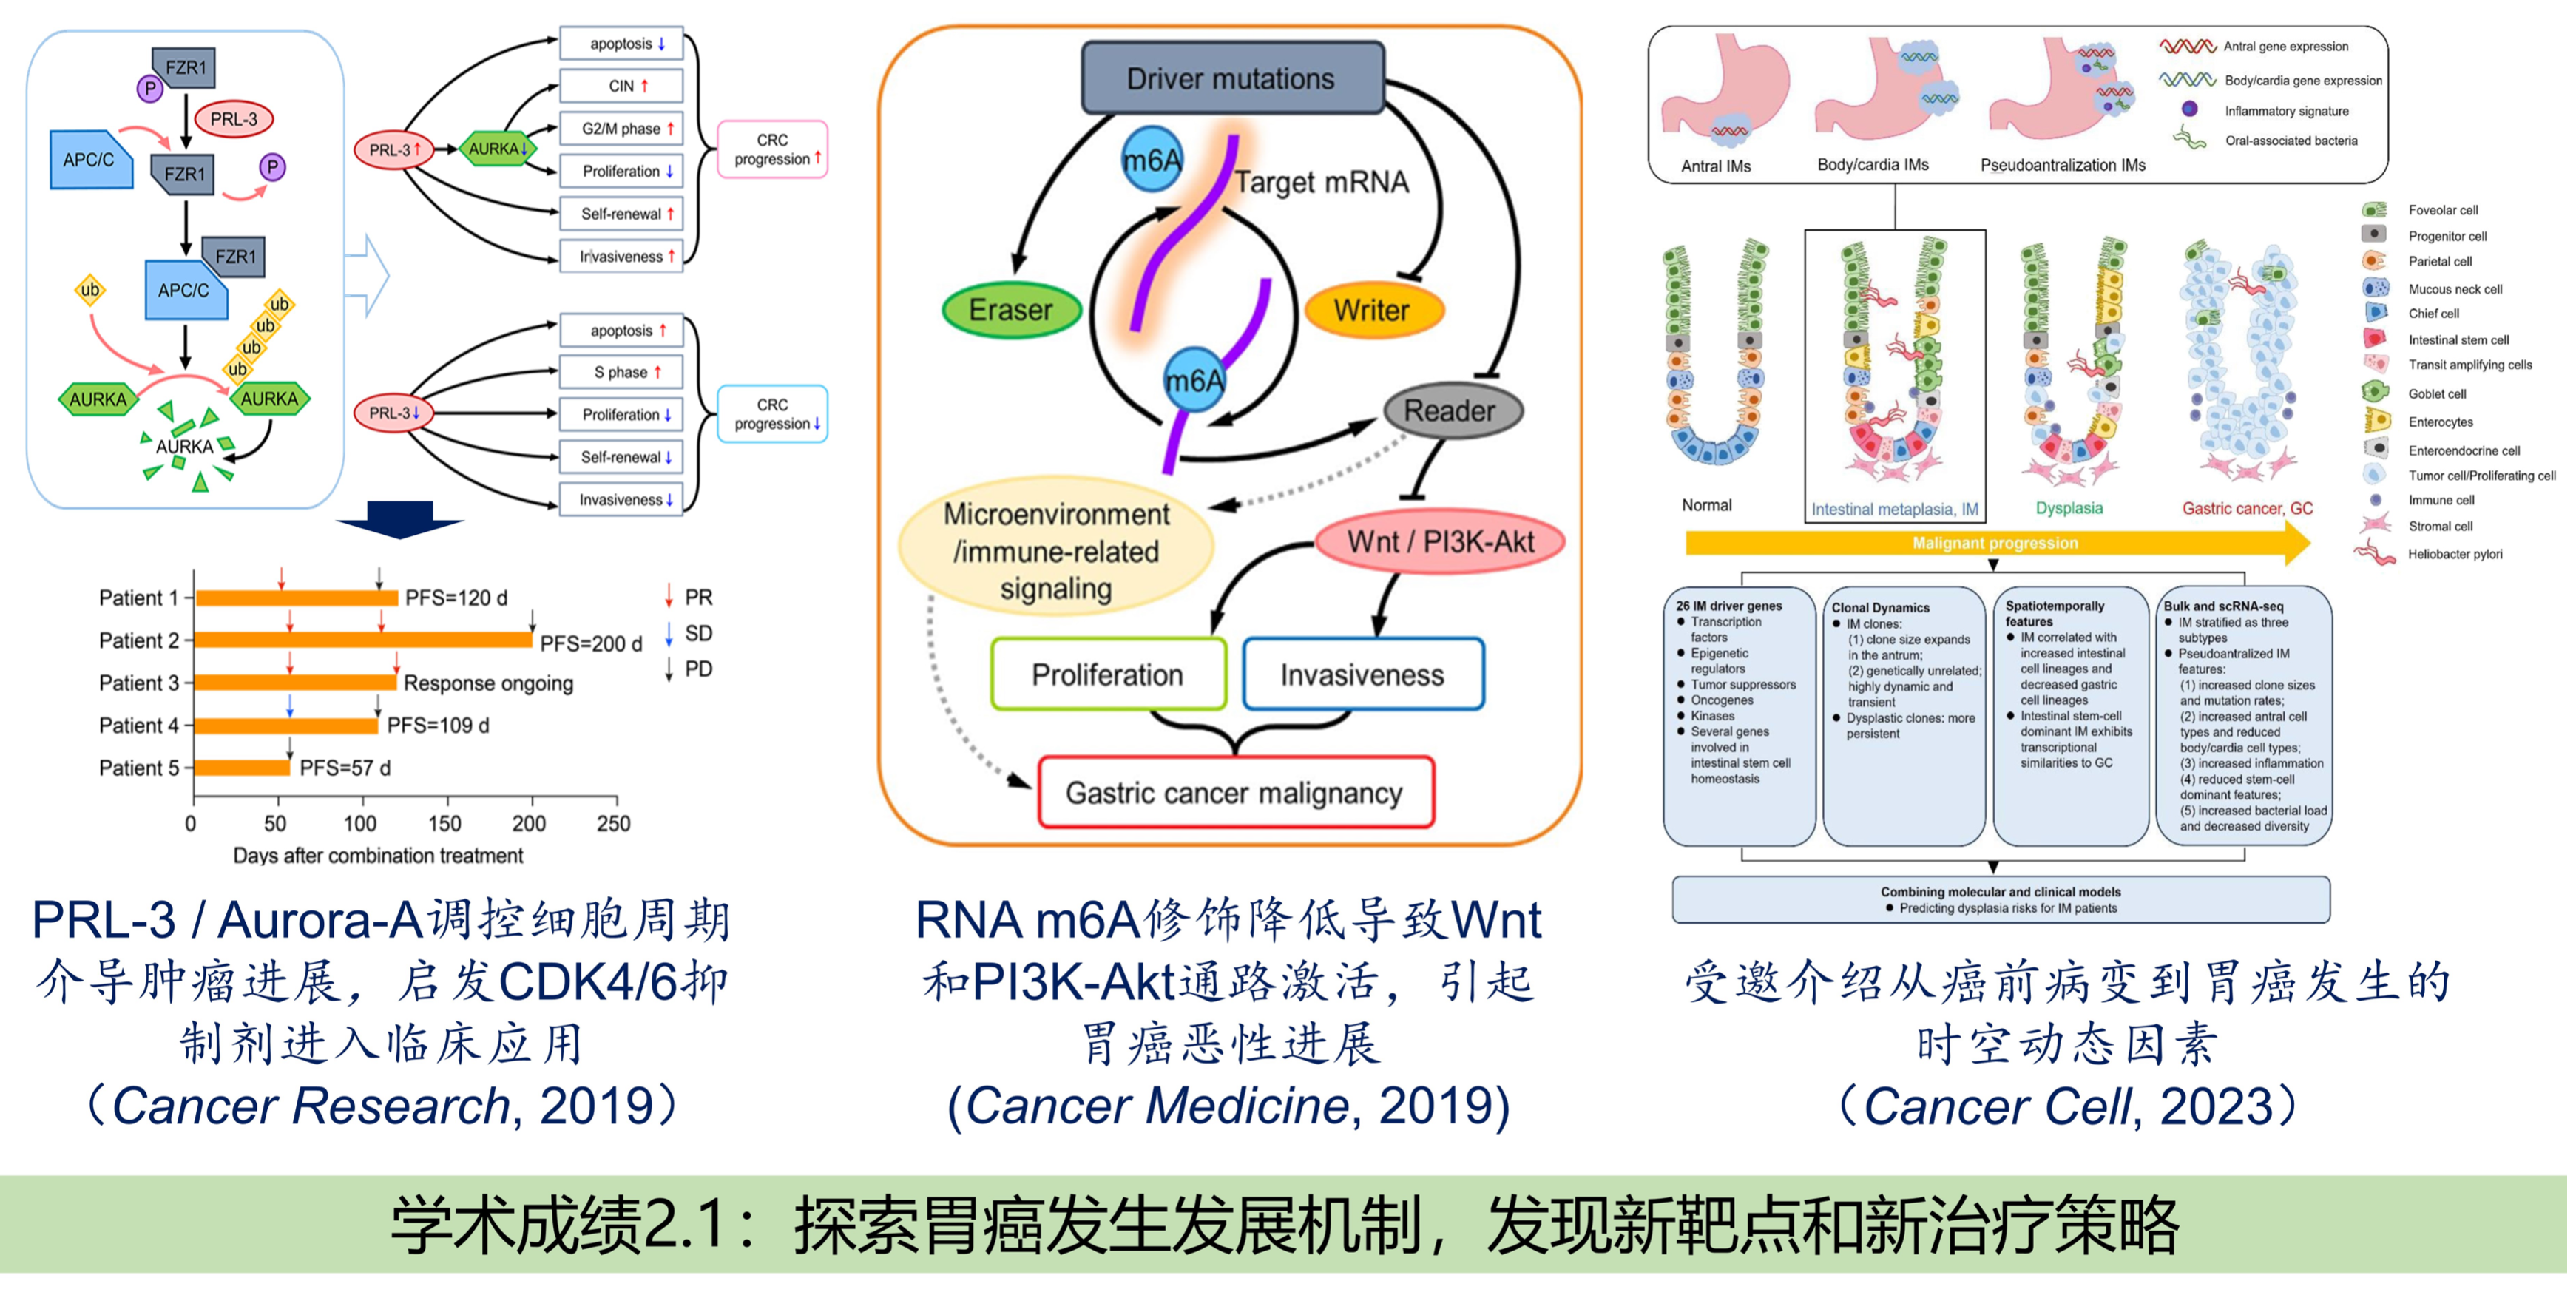 FZR1
P
PRL-3
APC/C
FZR1
P
FZR1
APC/C
ub
ub
ub
ub
ub
AURKA
AURKA
AURKA
PRL-3↑
AURKA↓
apoptosis ↓
CIN ↑
G2/M phase ↑
Proliferation ↓
Self-renewal ↑
Invasiveness ↑
CRC
progression ↑
PRL-3↓
apoptosis ↑
S phase ↑
Proliferation ↓
Self-renewal ↓
Invasiveness ↓
CRC
progression ↓
Patient 1
PFS=120 d
Patient 2
PFS=200 d
Patient 3
Response ongoing
Patient 4
PFS=109 d
Patient 5
PFS=57 d
PR
SD
PD
0 50 100 150 200 250
Days after combination treatment
PRL-3 / Aurora-A调控细胞周期
介导肿瘤进展，启发CDK4/6抑
制剂进入临床应用
（Cancer Research, 2019）
Driver mutations
m6A
Target mRNA
Eraser
Writer
m6A
Reader
Microenvironment
/immune-related
signaling
Wnt / PI3K-Akt
Proliferation
Invasiveness
Gastric cancer malignancy
RNA m6A修饰降低导致Wnt
和PI3K-Akt通路激活，引起
胃癌恶性进展
(Cancer Medicine, 2019)
Antral IMs
Body/cardia IMs
Pseudoantralization IMs
Antral gene expression
Body/cardia gene expression
Inflammatory signature
Oral-associated bacteria
Foveolar cell
Progenitor cell
Parietal cell
Mucous neck cell
Chief cell
Intestinal stem cell
Transit amplifying cells
Goblet cell
Enterocytes
Enteroendocrine cell
Tumor cell/Proliferating cell
Immune cell
Stromal cell
Heliobacter pylori
Normal
Intestinal metaplasia, IM
Dysplasia
Gastric cancer, GC
Malignant progression
26 IM driver genes
● Transcription
factors
● Epigenetic
regulators
● Tumor suppressors
● Oncogenes
● Kinases
● Several genes
involved in
intestinal stem cell
homeostasis
Clonal Dynamics
● IM clones:
(1) clone size expands
in the antrum;
(2) genetically unrelated;
highly dynamic and
transient
● Dysplastic clones: more
persistent
Spatiotemporally
features
● IM correlated with
increased intestinal
cell lineages and
decreased gastric
cell lineages
● Intestinal stem-cell
dominant IM exhibits
transcriptional
similarities to GC
Bulk and scRNA-seq
● IM stratified as three
subtypes
● Pseudoantralized IM
features:
(1) increased clone sizes
and mutation rates;
(2) increased antral cell
types and reduced
body/cardia cell types;
(3) increased inflammation
(4) reduced stem-cell
dominant features;
(5) increased bacterial load
and decreased diversity
Combining molecular and clinical models
● Predicting dysplasia risks for IM patients
受邀介绍从癌前病变到胃癌发生的
时空动态因素
（Cancer Cell, 2023）
学术成绩2.1：探索胃癌发生发展机制，发现新靶点和新治疗策略